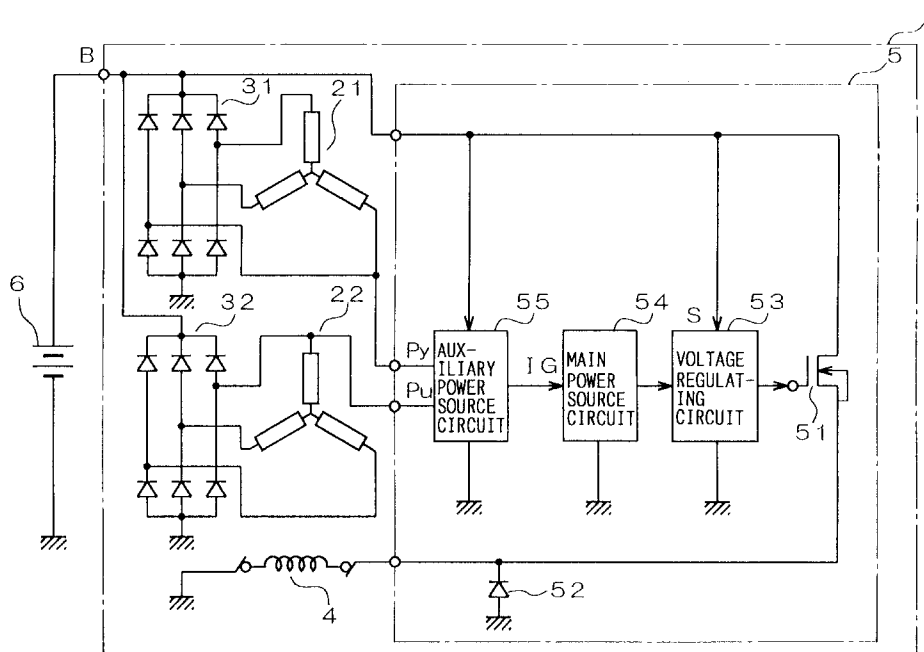 5
B
31
21
6
32
22
55
54
53
S
Py
Pu
AUX-
ILIARY
POWER
SOURCE
CIRCUIT
IG
MAIN
POWER
SOURCE
CIRCUIT
VOLTAGE
REGULAT-
ING
CIRCUIT
51
52
4